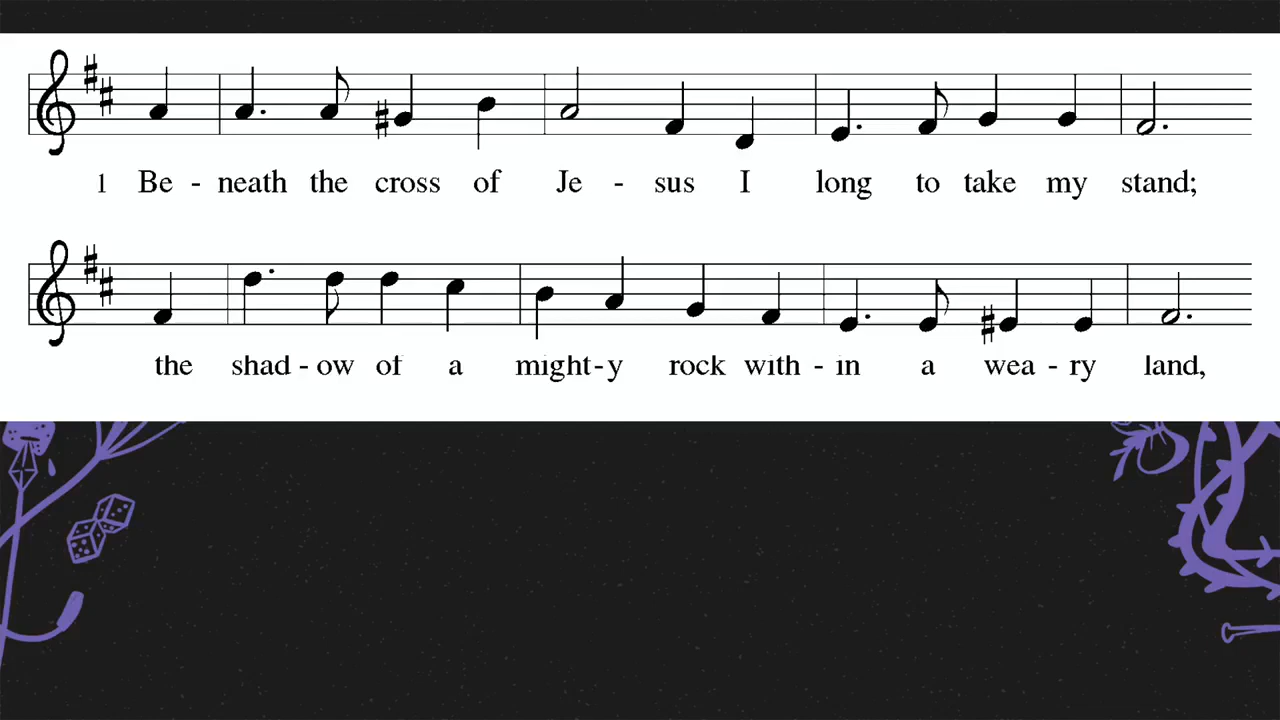 1 Be - neath the cross of Je - sus I long to take my stand;
the shad - ow of a might - y rock with - in a wea - ry land,